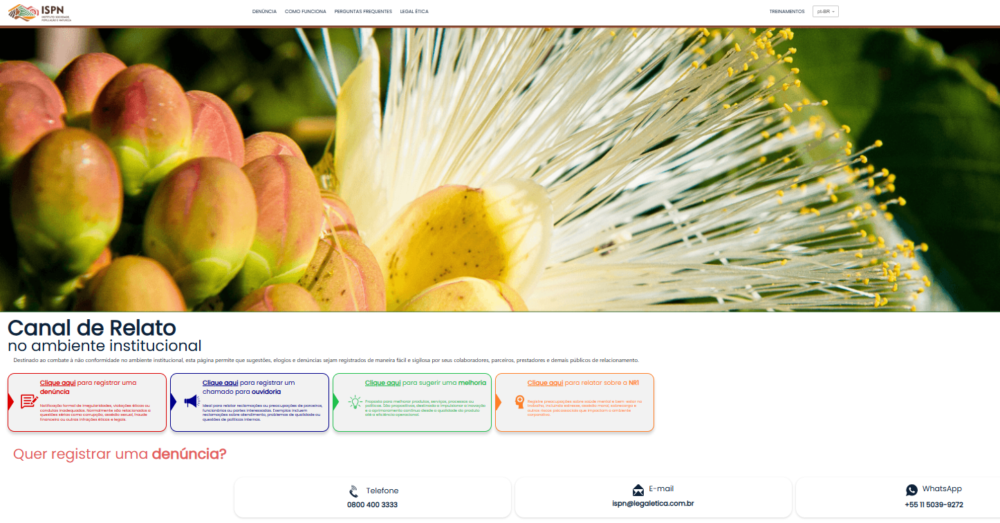 ISPN
INSTITUTO SOCIEDADE,
POPULAÇÃO E NATUREZA
DENÚNCIA COMO FUNCIONA PERGUNTAS FREQUENTES LEGAL ÉTICA
TREINAMENTOS pt-BR
Canal de Relato
no ambiente institucional
Destinado ao combate à não conformidade no ambiente institucional, esta página permite que sugestões, elogios e denúncias sejam registrados de maneira fácil e sigilosa por seus colaboradores, parceiros, prestadores e demais públicos de relacionamento.
Clique aqui para registrar uma
denúncia
Notificação formal de irregularidades, violações éticas ou
condutas inadequadas. Normalmente são relacionados a
questões sérias como corrupção, assédio sexual, fraude
financeira ou outras infrações éticas e legais.
Clique aqui para registrar um
chamado para ouvidoria
Ideal para relatar reclamações ou preocupações de parceiros,
funcionários ou partes interessadas. Exemplos incluem
reclamações sobre atendimento, problemas de qualidade ou
questões de políticas internas.
Clique aqui para sugerir uma melhoria
Proposta para melhorar produtos, serviços, processos ou
políticas. São propositivas, destinada a impulsionar a inovação
e o aprimoramento contínuo desde a qualidade do produto
até a eficiência operacional.
Clique aqui para relatar sobre a NR1
Registre preocupações sobre saúde mental e bem-estar no
trabalho, incluindo estresse, assédio moral, sobrecarga e
outros riscos psicossociais que impactam o ambiente
corporativo.
Quer registrar uma denúncia?
Telefone
0800 400 3333
E-mail
ispn@legaletica.com.br
WhatsApp
+55 11 5039-9272